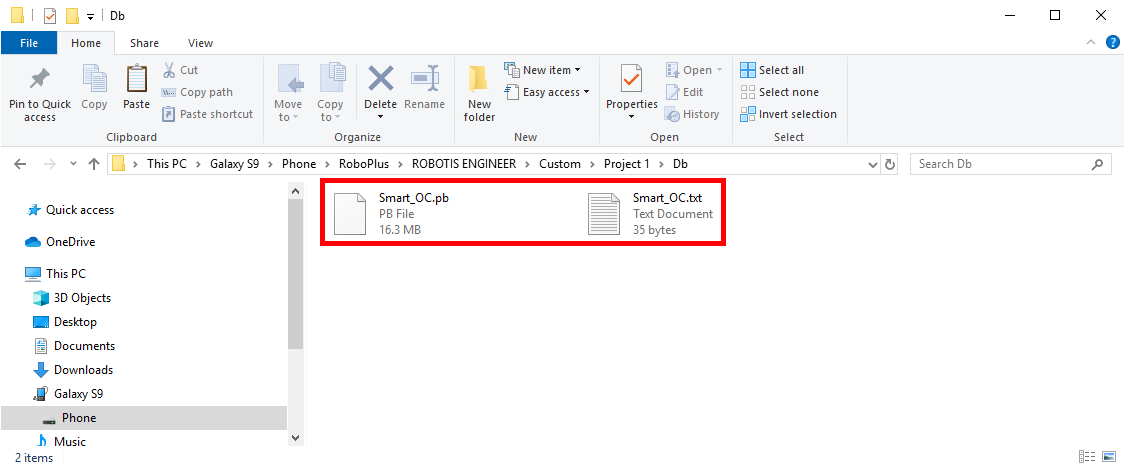 Db
File Home Share View
Pin to Quick access
Copy
Paste
Cut
Copy path
Paste shortcut
Clipboard
Move to
Copy to
Delete
Rename
Organize
New folder
New item
Easy access
New
Properties
Open
Edit
History
Open
Select all
Select none
Invert selection
Select
This PC > Galaxy S9 > Phone > RoboPlus > ROBOTIS ENGINEER > Custom > Project 1 > Db
Search Db
Quick access
OneDrive
This PC
3D Objects
Desktop
Documents
Downloads
Galaxy S9
Phone
Music
Smart_OC.pb
PB File
16.3 MB
Smart_OC.txt
Text Document
35 bytes
2 items